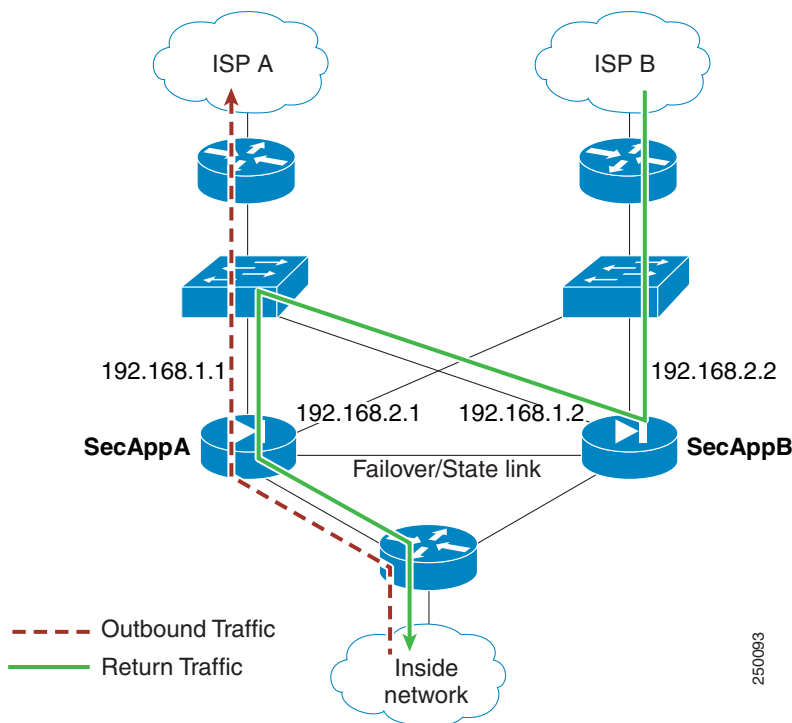 ISP A
ISP B
192.168.1.1
192.168.2.2
192.168.2.1
192.168.1.2
SecAppA
SecAppB
Failover/State link
Outbound Traffic
Return Traffic
Inside
network
250093